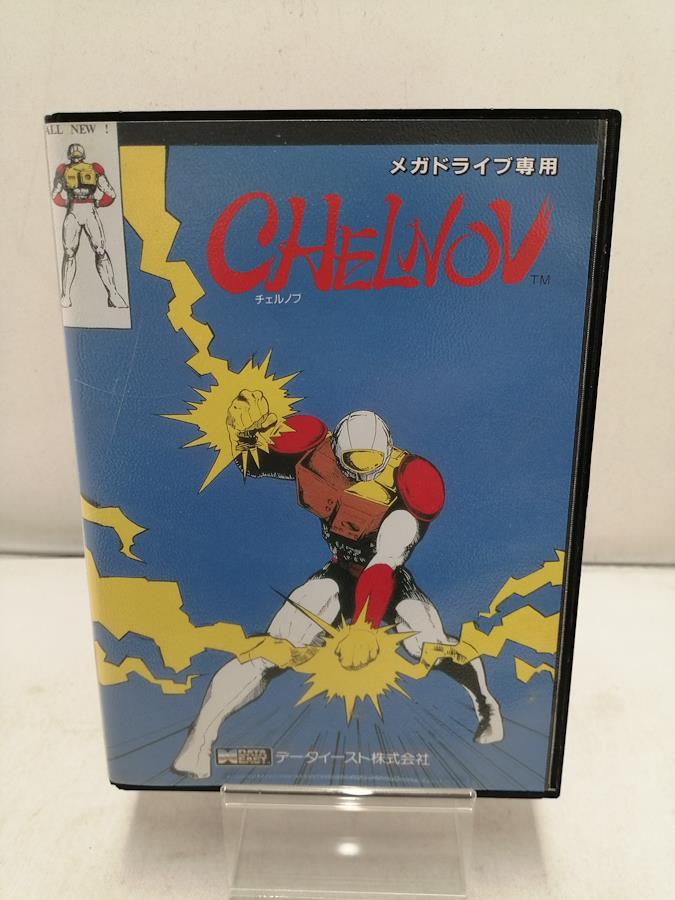 ALL NEW !
メガドライブ専用
CHELNOV
TM
チェルノブ
DATA EAST
データイースト株式会社